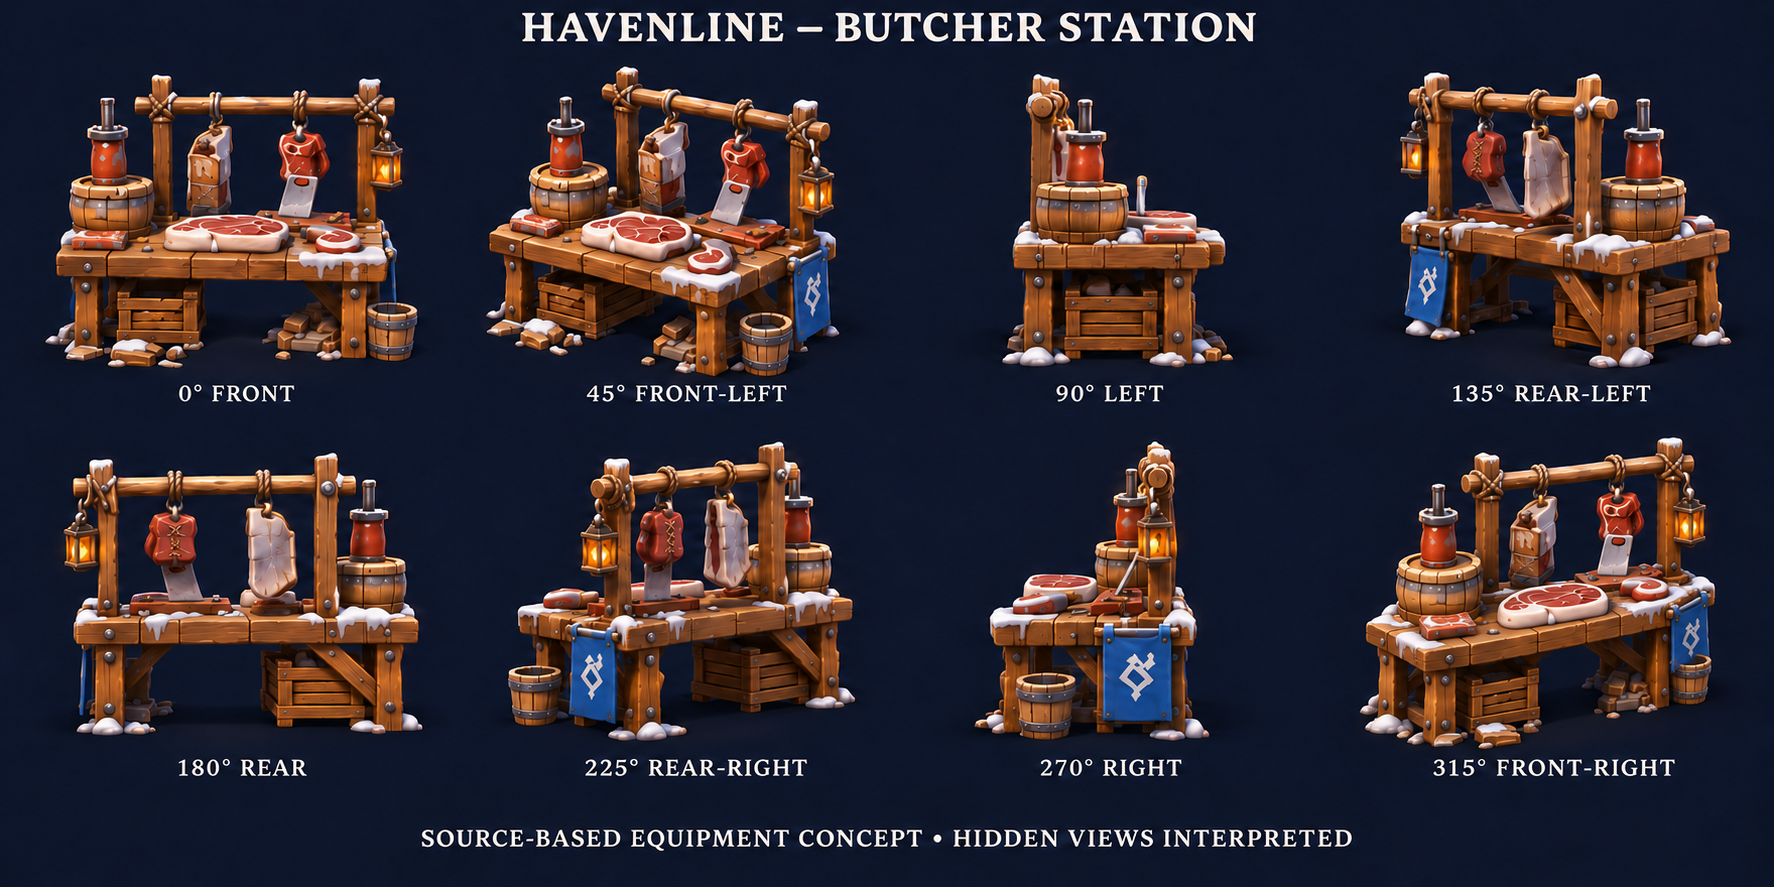 HAVENLINE – BUTCHER STATION
0° FRONT
45° FRONT-LEFT
90° LEFT
135° REAR-LEFT
180° REAR
225° REAR-RIGHT
270° RIGHT
315° FRONT-RIGHT
SOURCE-BASED EQUIPMENT CONCEPT • HIDDEN VIEWS INTERPRETED